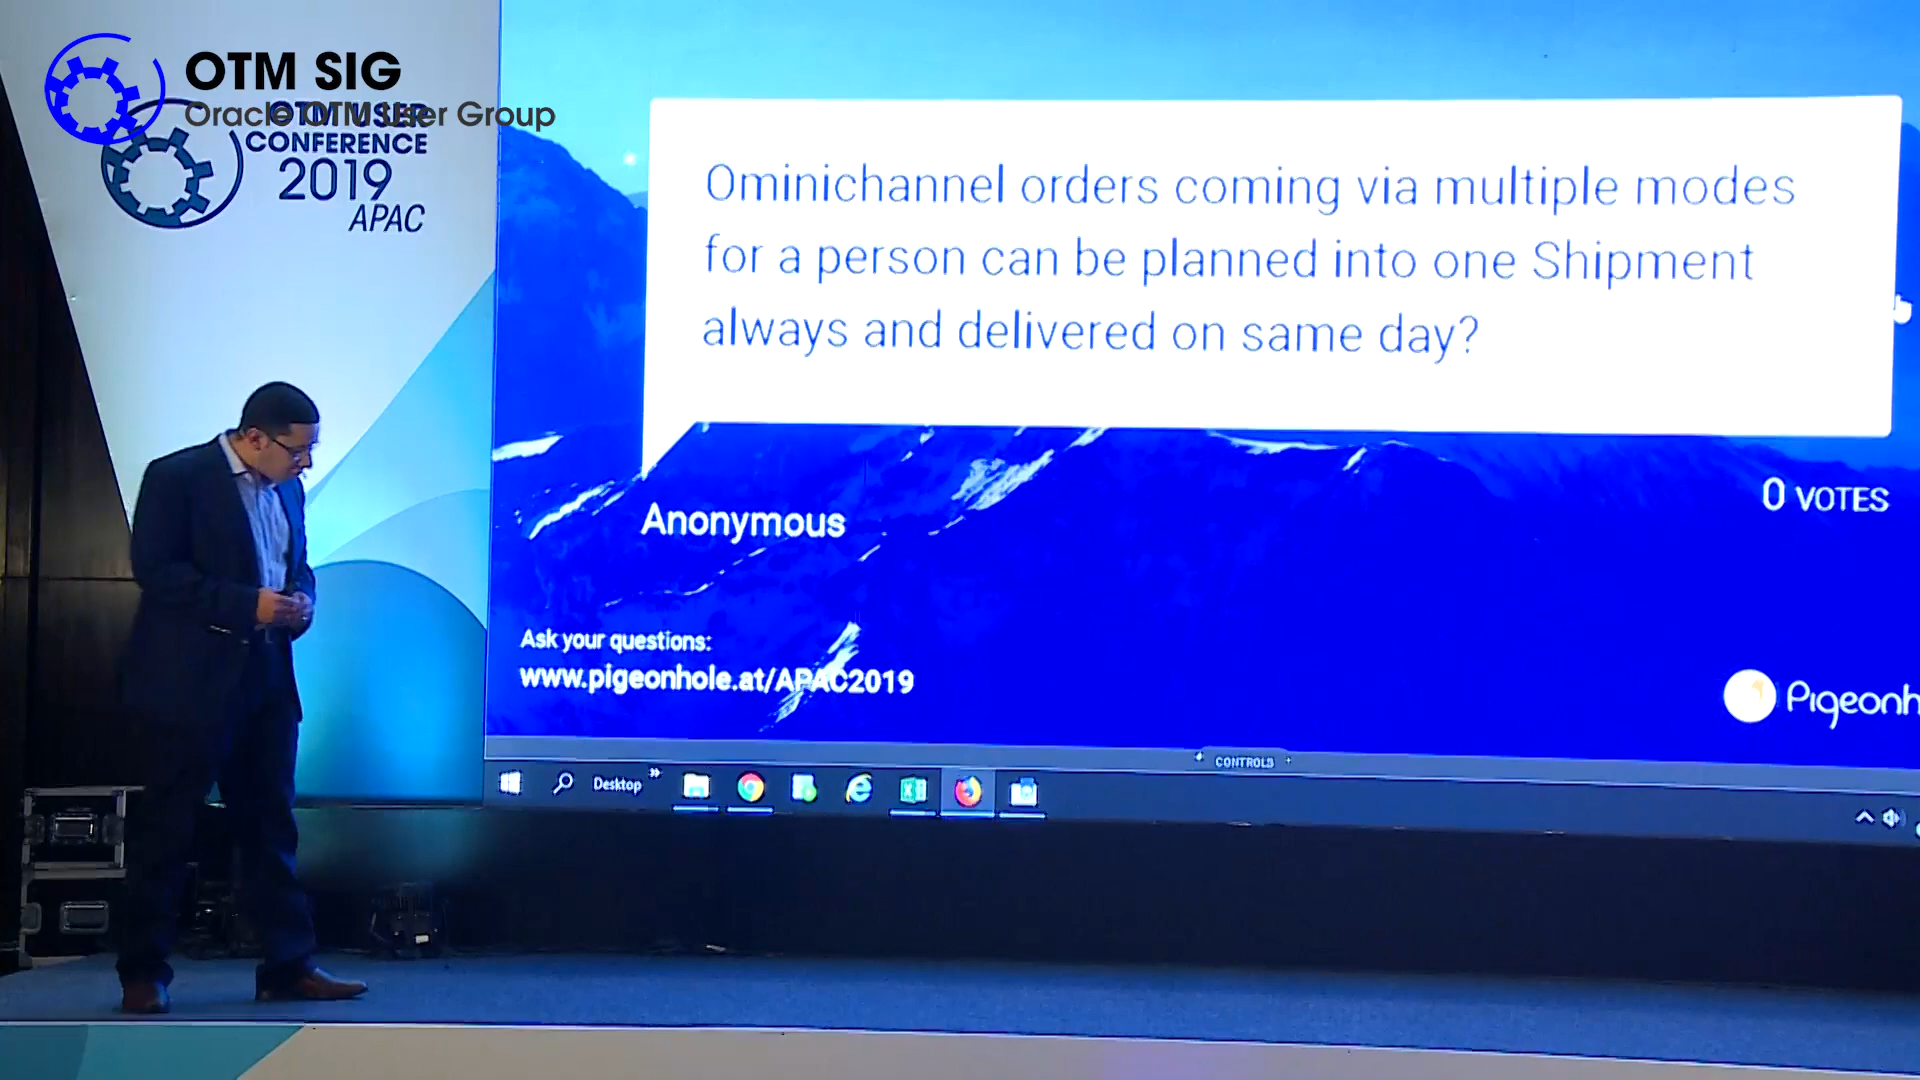 OTM SIG
Oracle OTM User Group
OTM USER
CONFERENCE
2019
APAC
Ominichannel orders coming via multiple modes
for a person can be planned into one Shipment
always and delivered on same day?
0 VOTES
Anonymous
Ask your questions:
www.pigeonhole.at/APAC2019
Pigeonh
CONTROLS
Desktop